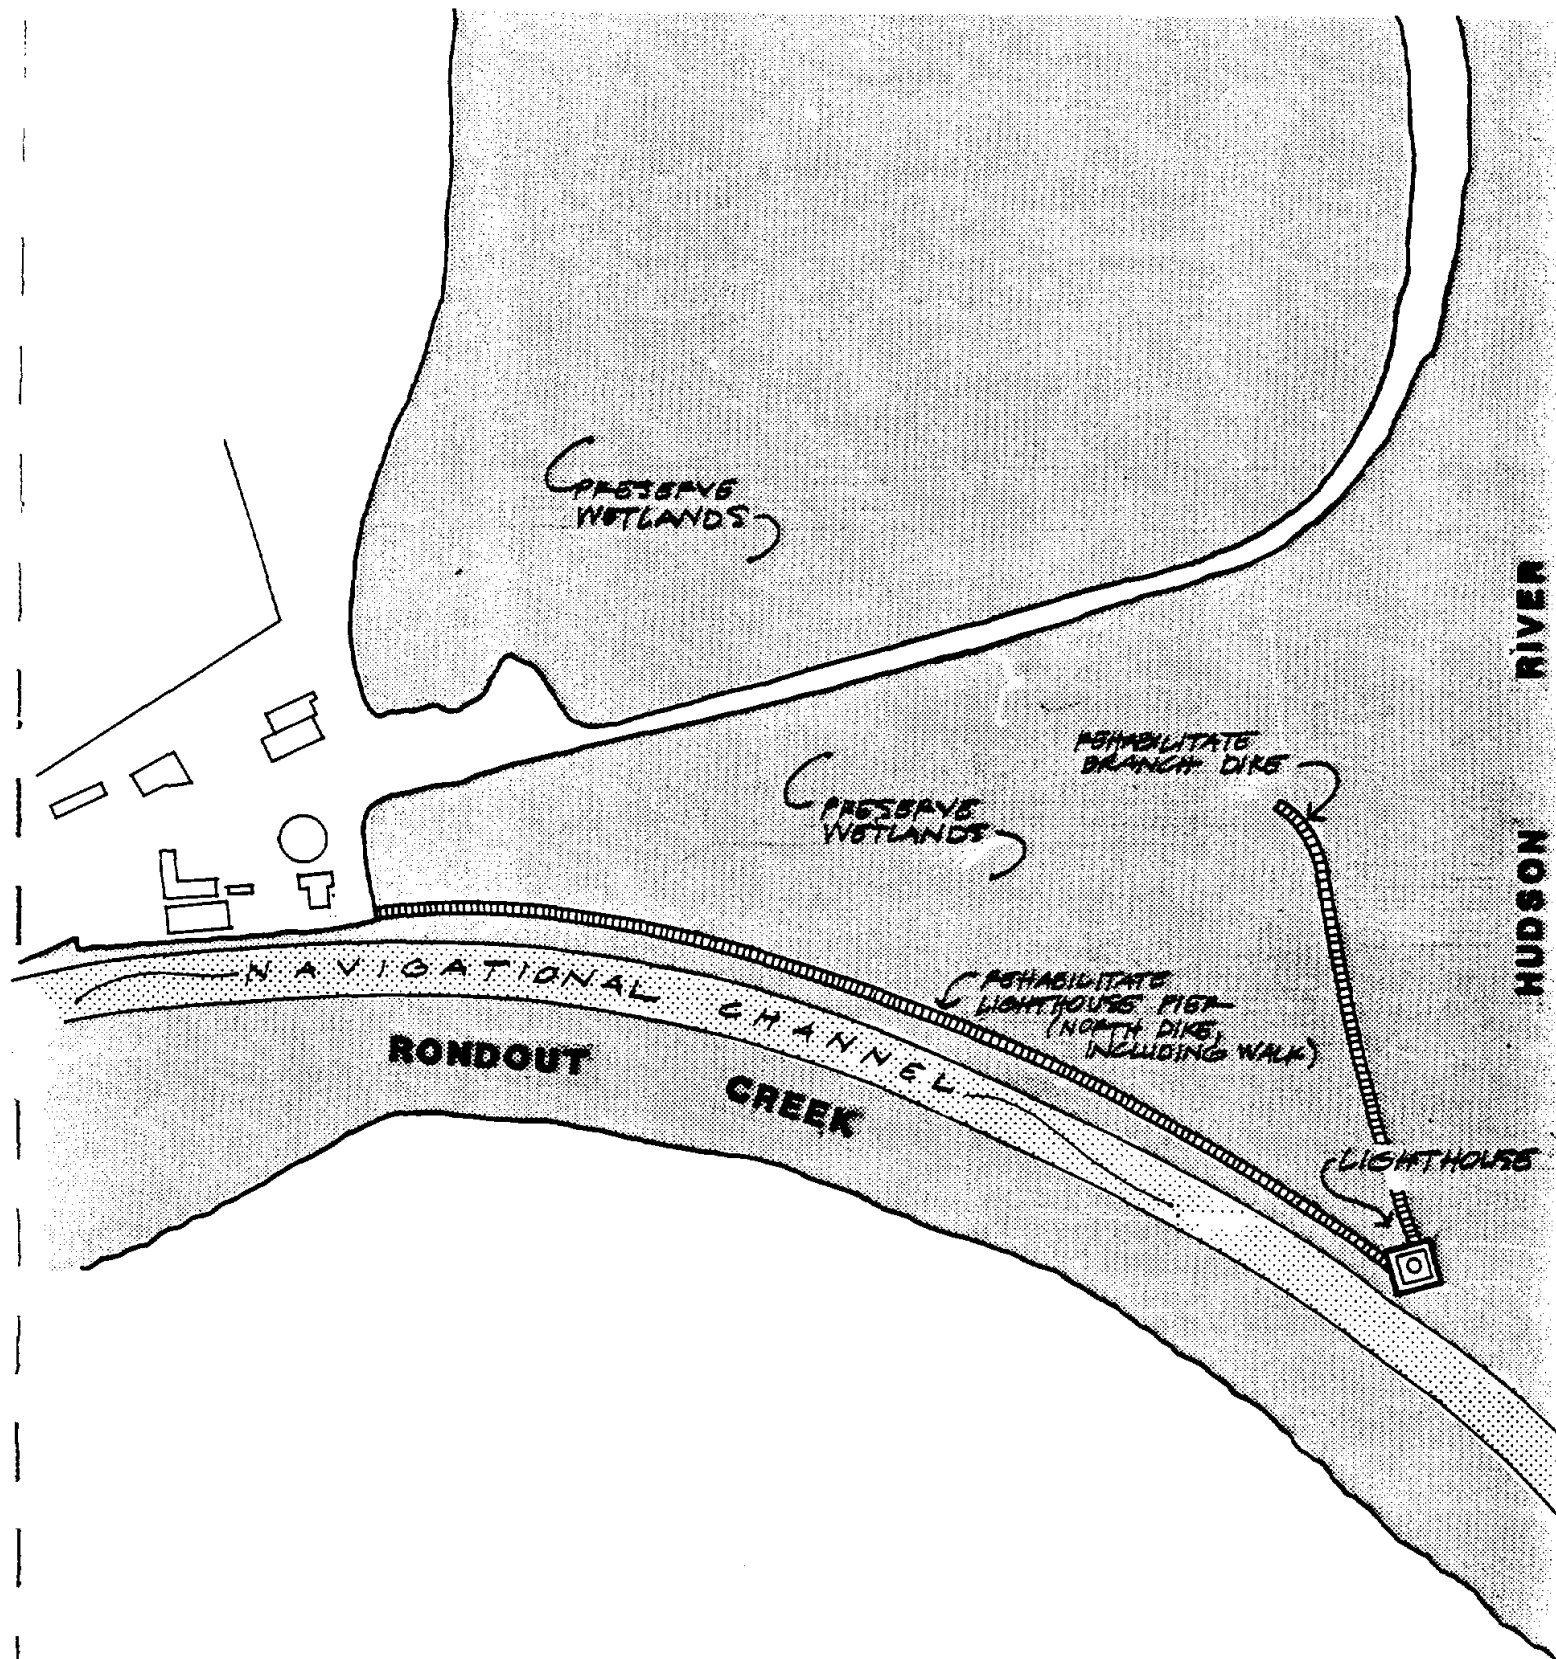 PRESERVE
WETLANDS
RIVER
REHABILITATE
BRANCH DIKE
PRESERVE
WETLANDS
HUDSON
NAVIGATIONAL CHANNEL
REHABILITATE
LIGHTHOUSE PIER
(NORTH DIKE,
INCLUDING WALK)
RONDOUT
CREEK
LIGHTHOUSE